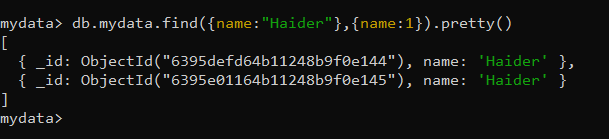 mydata> db.mydata.find({name:"Haider"},{name:1}).pretty()
[
  { _id: ObjectId("6395defd64b11248b9f0e144"), name: 'Haider' },
  { _id: ObjectId("6395e01164b11248b9f0e145"), name: 'Haider' }
]
mydata>